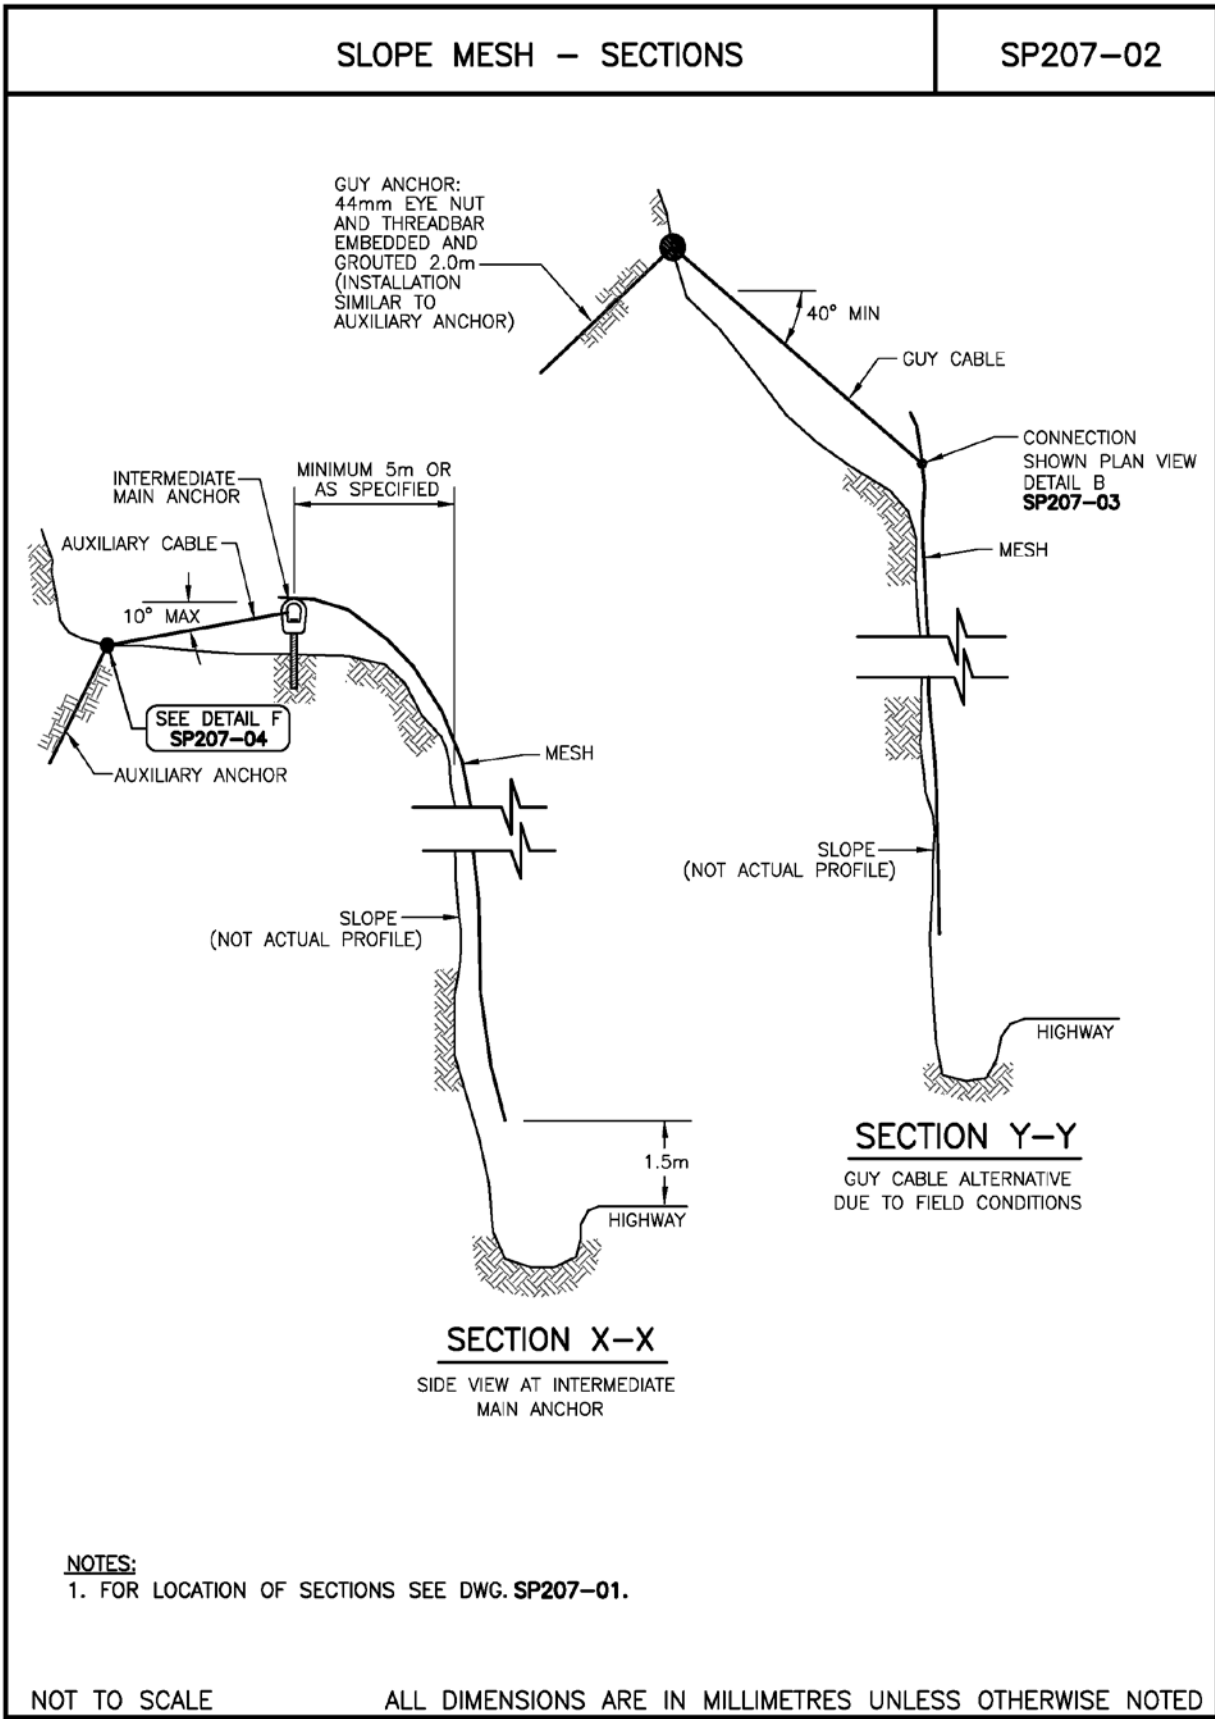 SLOPE MESH – SECTIONS
SP207–02
GUY ANCHOR:
44mm EYE NUT
AND THREADBAR
EMBEDDED AND
GROUTED 2.0m
(INSTALLATION
SIMILAR TO
AUXILIARY ANCHOR)
40° MIN
GUY CABLE
CONNECTION
SHOWN PLAN VIEW
DETAIL B
SP207–03
MESH
INTERMEDIATE
MAIN ANCHOR
MINIMUM 5m OR
AS SPECIFIED
AUXILIARY CABLE
10° MAX
SEE DETAIL F
SP207–04
AUXILIARY ANCHOR
MESH
SLOPE
(NOT ACTUAL PROFILE)
SLOPE
(NOT ACTUAL PROFILE)
HIGHWAY
SECTION Y–Y
GUY CABLE ALTERNATIVE
DUE TO FIELD CONDITIONS
1.5m
HIGHWAY
SECTION X–X
SIDE VIEW AT INTERMEDIATE
MAIN ANCHOR
NOTES:
1. FOR LOCATION OF SECTIONS SEE DWG. SP207–01.
NOT TO SCALE
ALL DIMENSIONS ARE IN MILLIMETRES UNLESS OTHERWISE NOTED